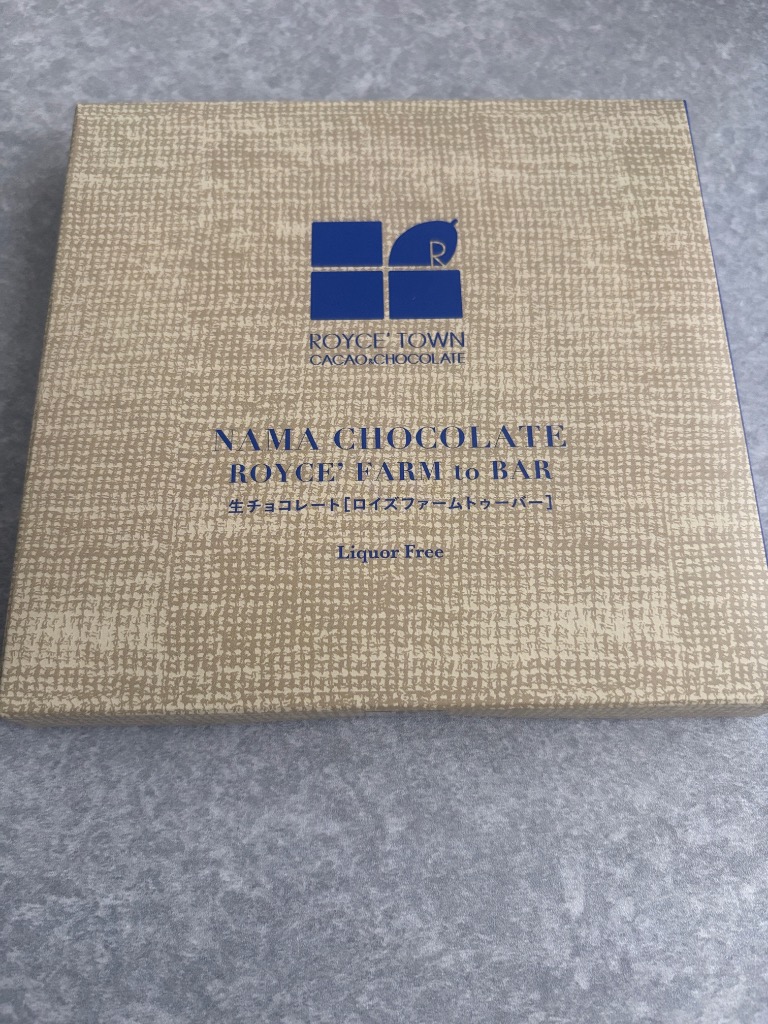 R
ROYCE' TOWN
CACAO&CHOCOLATE
NAMA CHOCOLATE
ROYCE' FARM to BAR
生チョコレート[ロイズファームトゥーバー]
Liquor Free